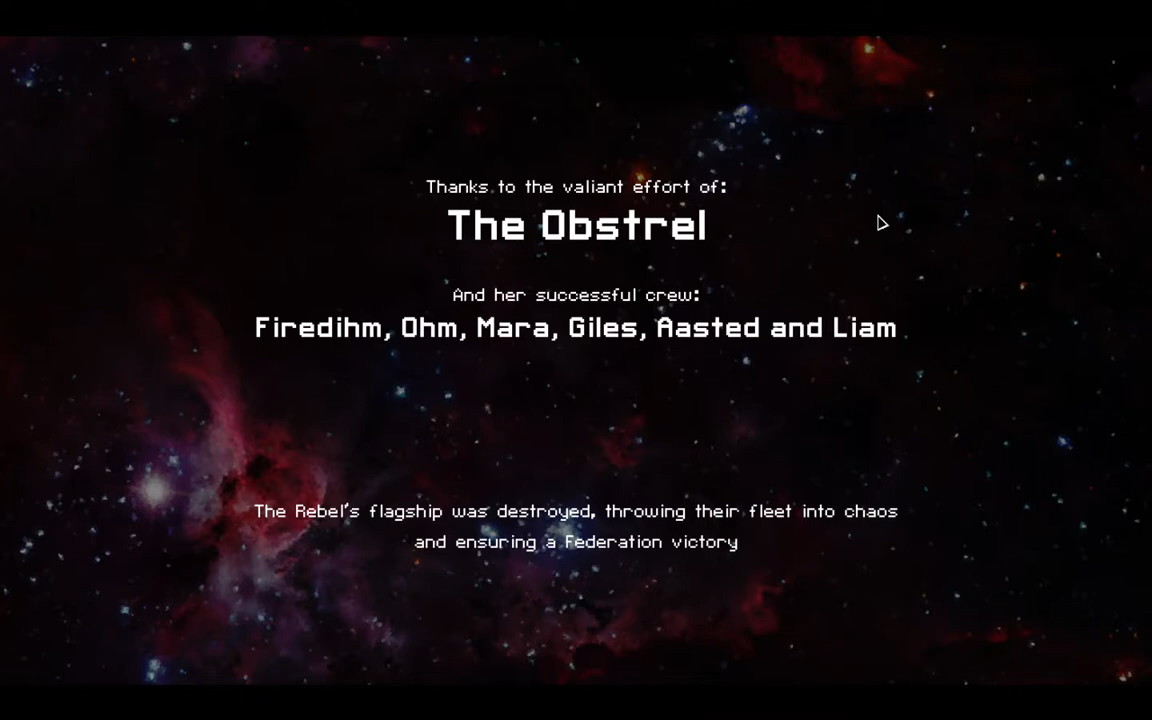 Thanks to the valiant effort of:
The Obstrel
And her successful crew:
Firedihm, Ohm, Mara, Giles, Aasted and Liam
The Rebel's flagship was destroyed, throwing their fleet into chaos
and ensuring a Federation victory